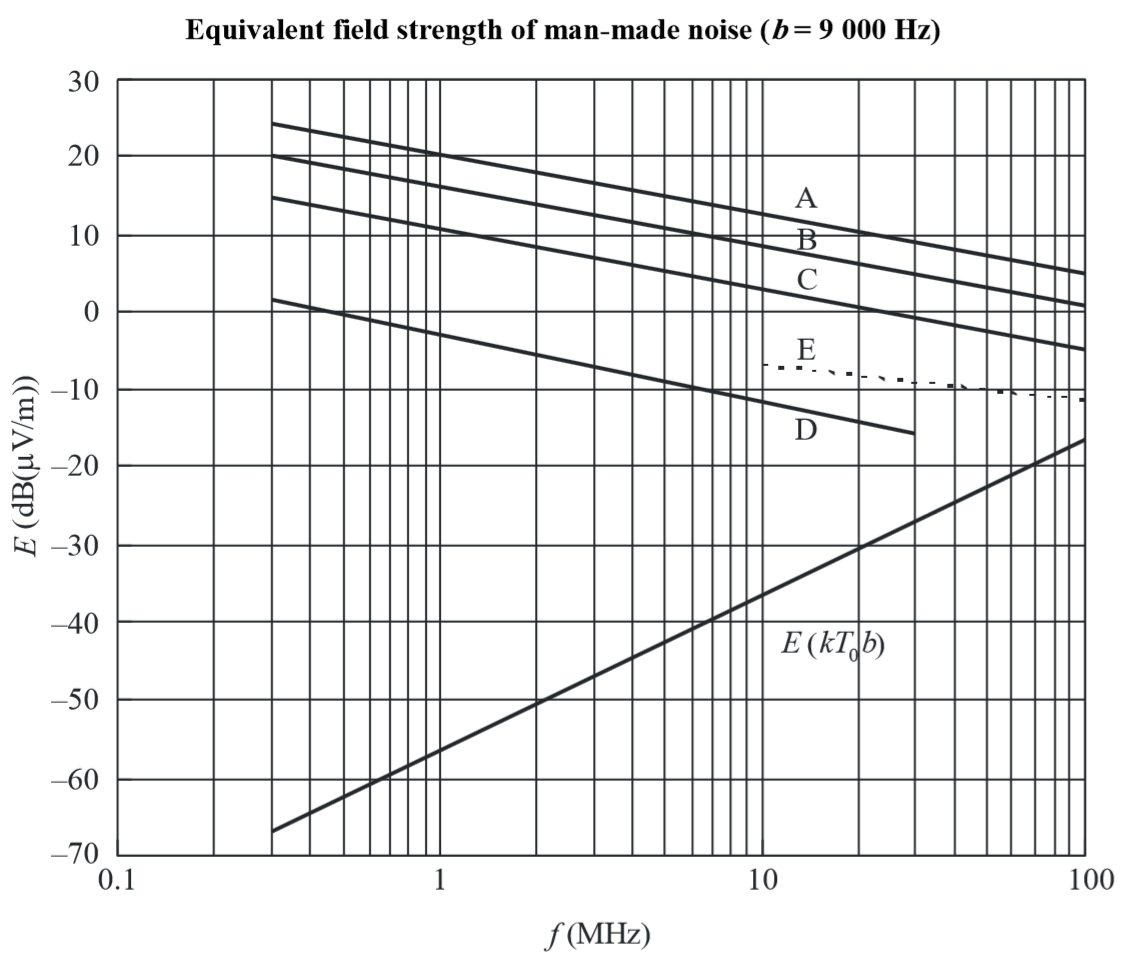 Equivalent field strength of man-made noise (b = 9 000 Hz)
30
20
10
0
–10
–20
–30
–40
–50
–60
–70
E (dB(µV/m))
A
B
C
E
D
E (kT0b)
0.1
1
10
100
f (MHz)